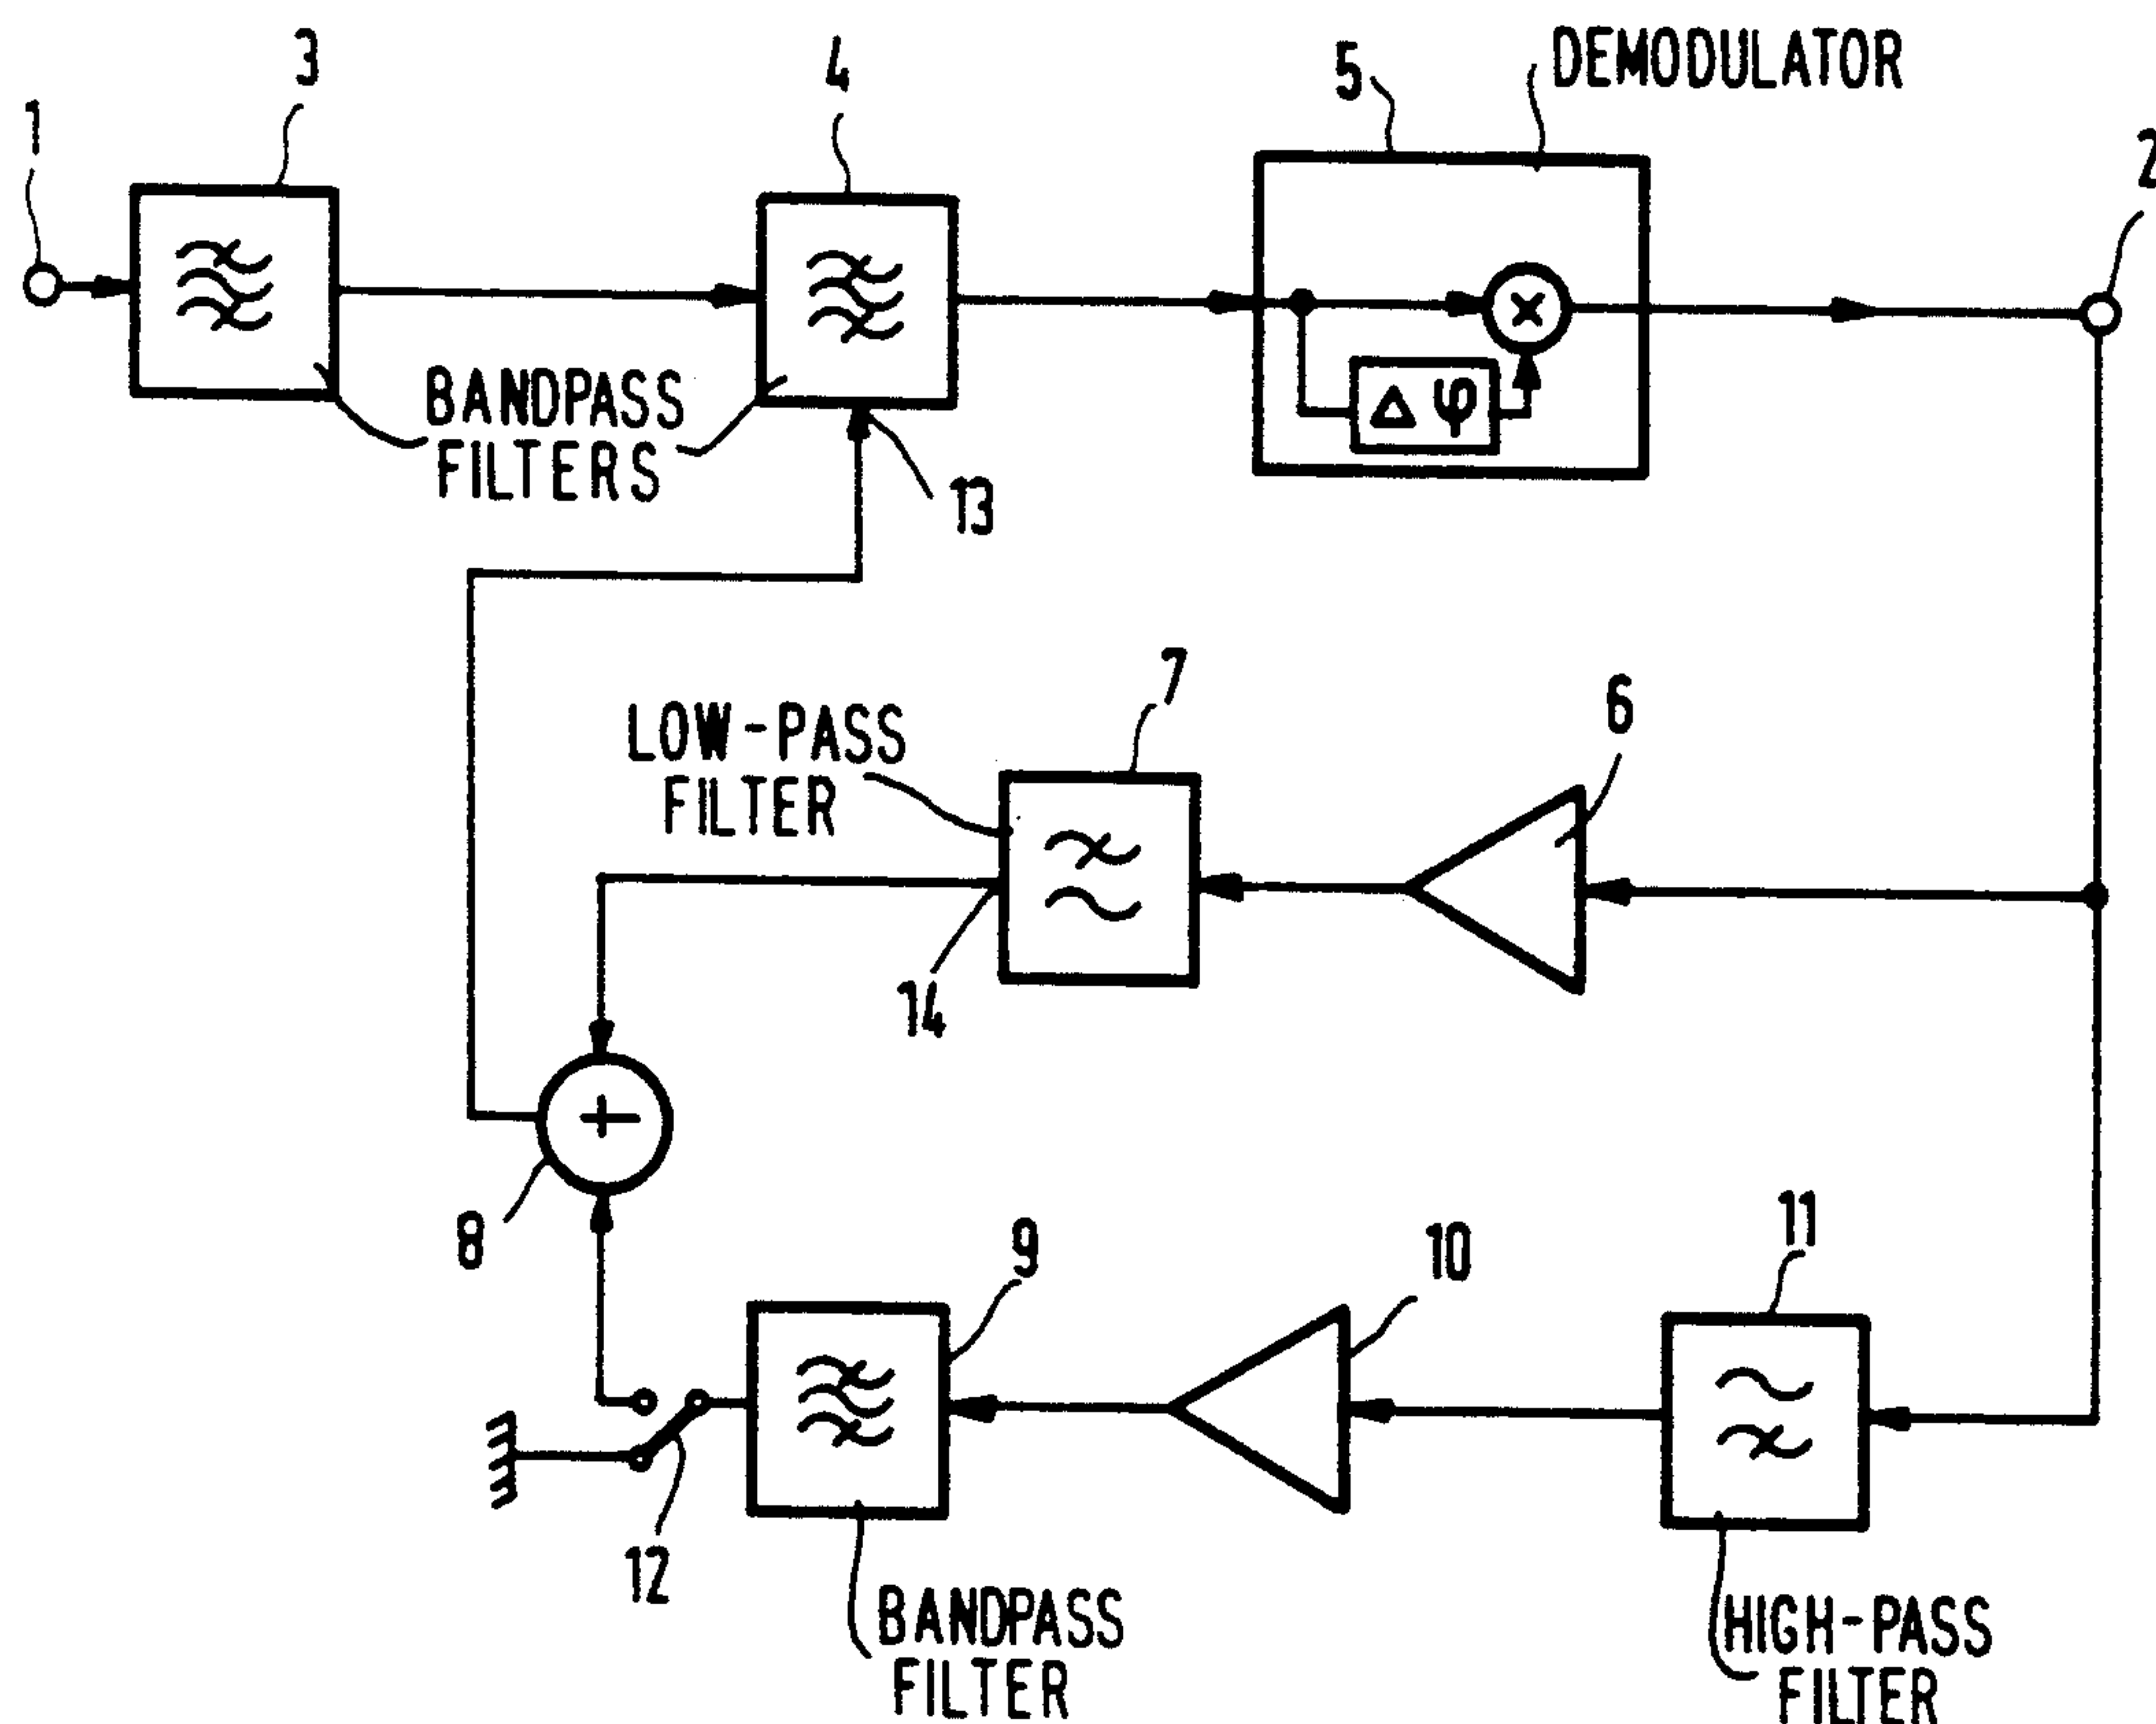 3
4
5
DEMODULATOR
1
2
BANDPASS
FILTERS
Δ φ
13
7
6
LOW-PASS
FILTER
14
8
9
10
11
12
BANDPASS
FILTER
HIGH-PASS
FILTER